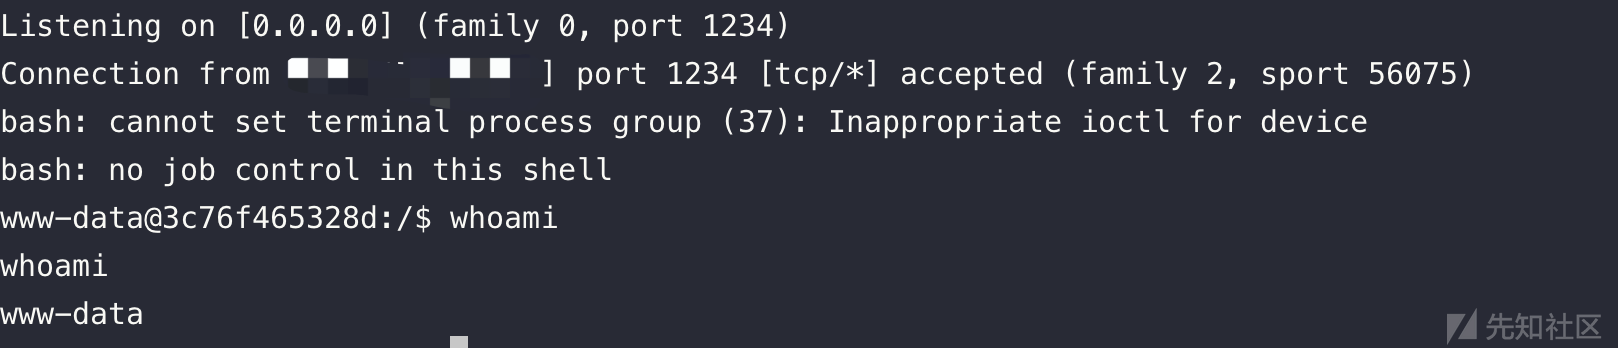 Listening on [0.0.0.0] (family 0, port 1234)
Connection from ] port 1234 [tcp/*] accepted (family 2, sport 56075)
bash: cannot set terminal process group (37): Inappropriate ioctl for device
bash: no job control in this shell
www-data@3c76f465328d:/$ whoami
whoami
www-data
先知社区